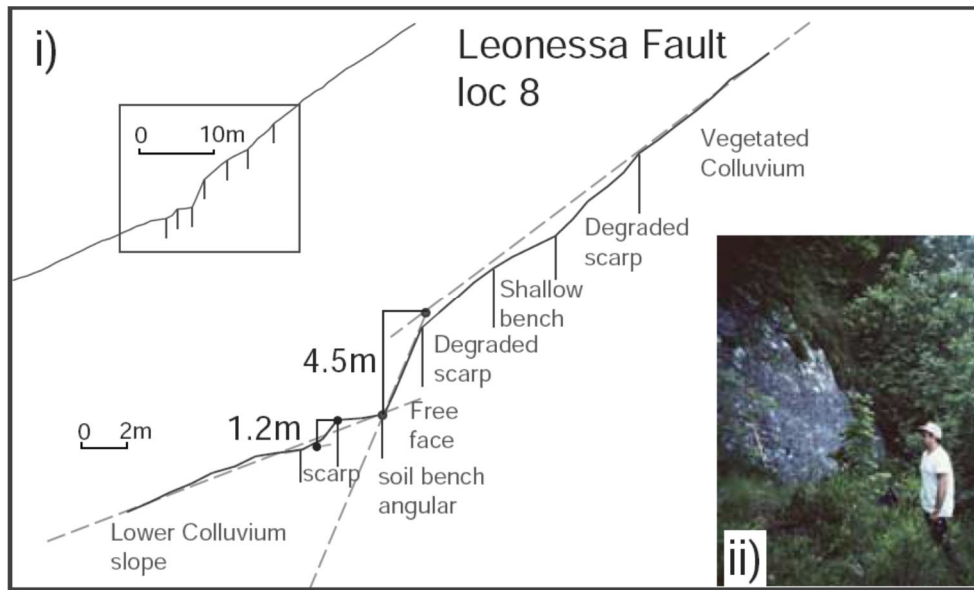 i)
Leonessa Fault
loc 8
0 10m
Vegetated
Colluvium
Degraded
scarp
Shallow
bench
Degraded
scarp
4.5m
Free
face
1.2m
0 2m
scarp
soil bench
angular
Lower Colluvium
slope
ii)